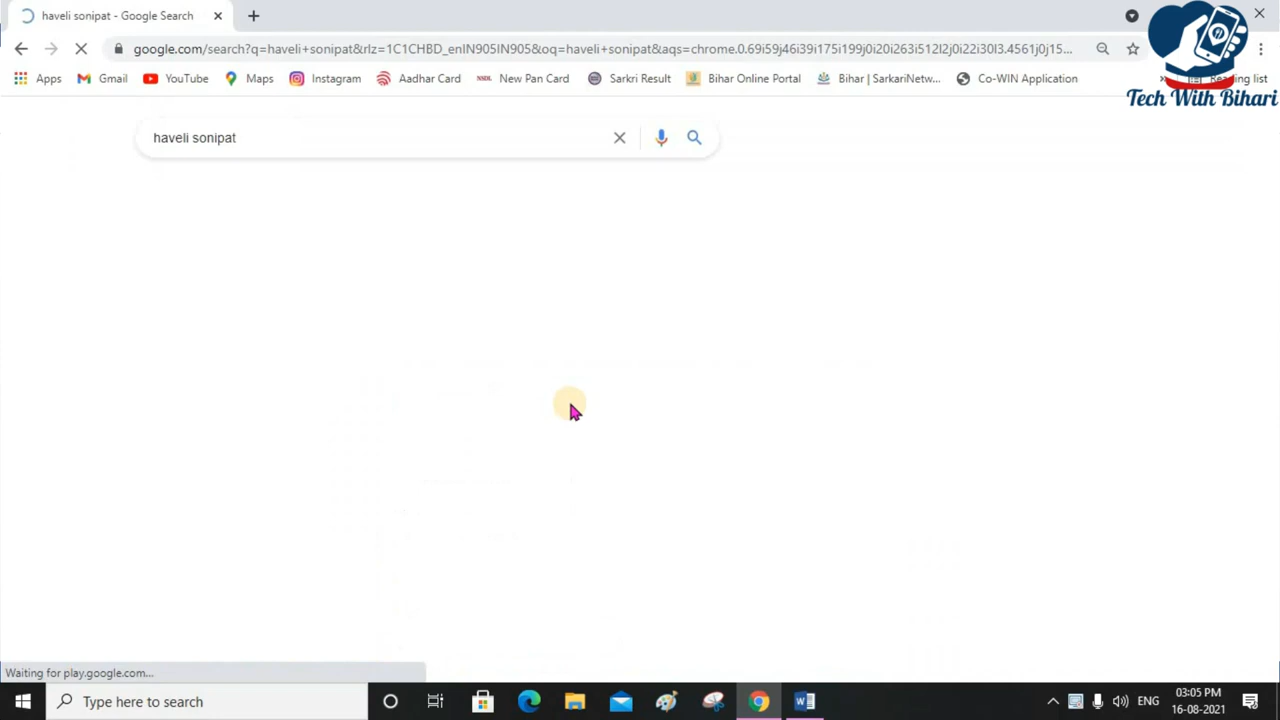 haveli sonipat - Google Search
google.com/search?q=haveli+sonipat&rlz=1C1CHBD_enIN905IN905&oq=haveli+sonipat&aqs=chrome.0.69i59j46i39i175i199j0i20i263i512l2j0i22i30l3.4561j0j15...
Apps Gmail YouTube Maps Instagram Aadhar Card New Pan Card Sarkri Result Bihar Online Portal Bihar | SarkariNetw... Co-WIN Application » Reading list
Tech With Bihari
haveli sonipat
Waiting for play.google.com...
Type here to search
ENG
03:05 PM
16-08-2021